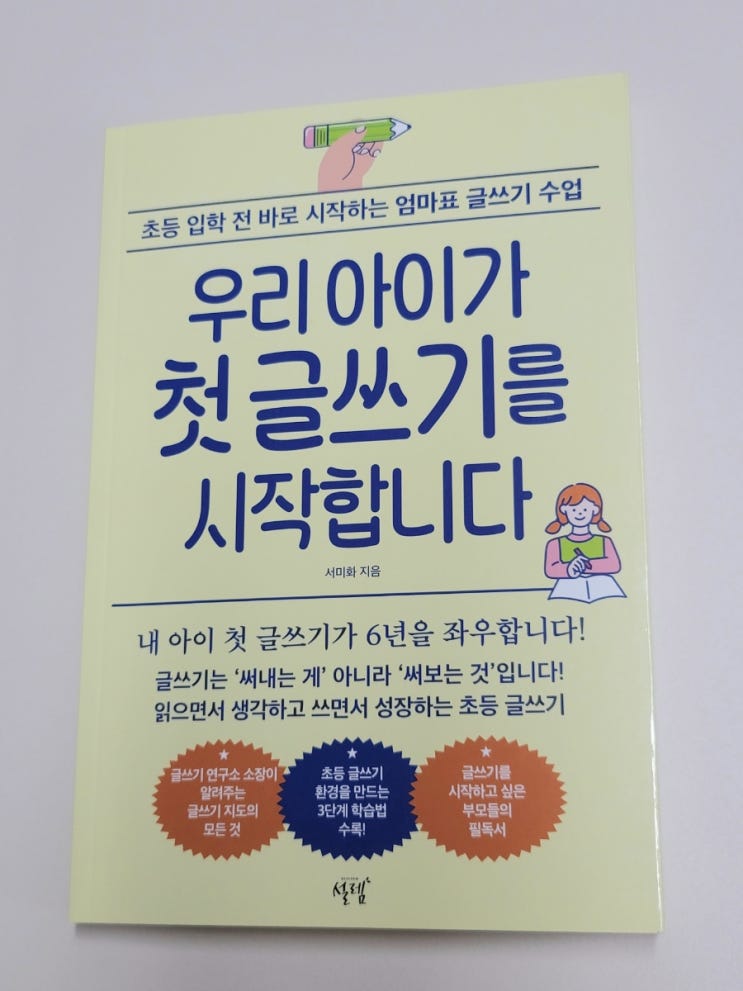 초등 입학 전 바로 시작하는 엄마표 글쓰기 수업
우리 아이가
첫 글쓰기를
시작합니다
서미화 지음
내 아이 첫 글쓰기가 6년을 좌우합니다!
글쓰기는 ‘써내는 게’ 아니라 ‘써보는 것’입니다!
읽으면서 생각하고 쓰면서 성장하는 초등 글쓰기
글쓰기 연구소 소장이
알려주는
글쓰기 지도의
모든 것
초등 글쓰기
환경을 만드는
3단계 학습법
수록!
글쓰기를
시작하고 싶은
부모들의
필독서
설렘